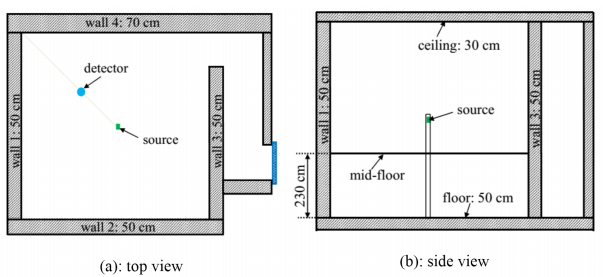 wall 4: 70 cm
detector
source
wall 1: 50 cm
wall 3: 50 cm
wall 2: 50 cm
(a): top view
ceiling: 30 cm
wall 1: 50 cm
wall 3: 50 cm
source
mid-floor
230 cm
floor: 50 cm
(b): side view